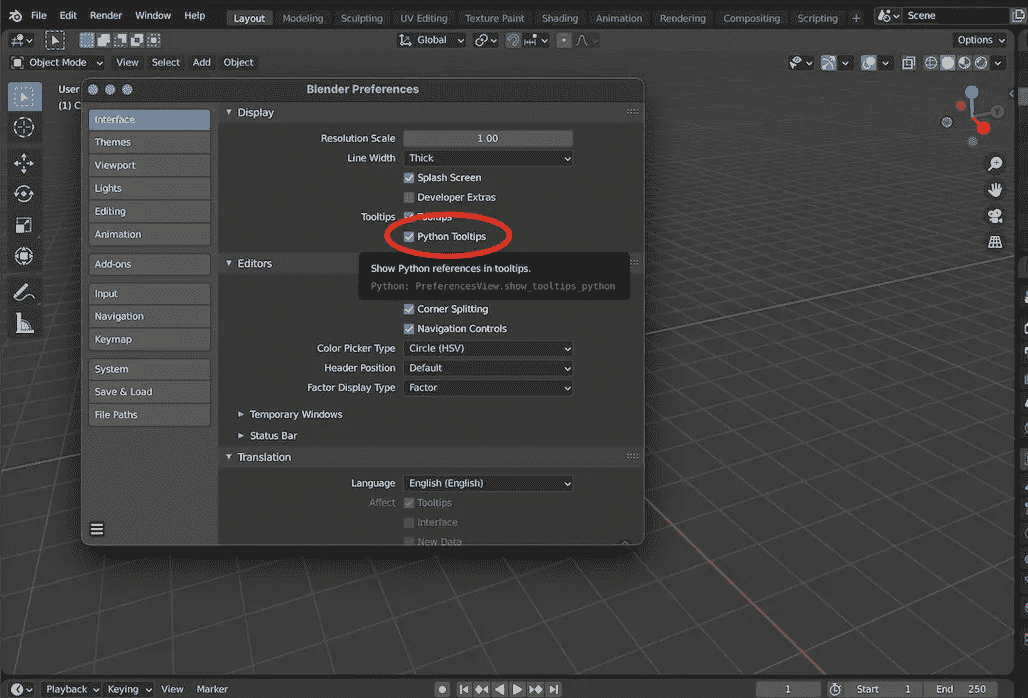 File Edit Render Window Help Layout Modeling Sculpting UV Editing Texture Paint Shading Animation Rendering Compositing Scripting + Scene
Global Options
Object Mode View Select Add Object
User
(1) C
Blender Preferences
Interface
Themes
Viewport
Lights
Editing
Animation
Add-ons
Input
Navigation
Keymap
System
Save & Load
File Paths
Display
Resolution Scale 1.00
Line Width Thick
Splash Screen
Developer Extras
Tooltips Tooltips
Python Tooltips
Show Python references in tooltips.
Python: PreferencesView.show_tooltips_python
Editors
Corner Splitting
Navigation Controls
Color Picker Type Circle (HSV)
Header Position Default
Factor Display Type Factor
Temporary Windows
Status Bar
Translation
Language English (English)
Affect Tooltips
Interface
New Data
Y
Playback Keying View Marker 1 Start 1 End 250